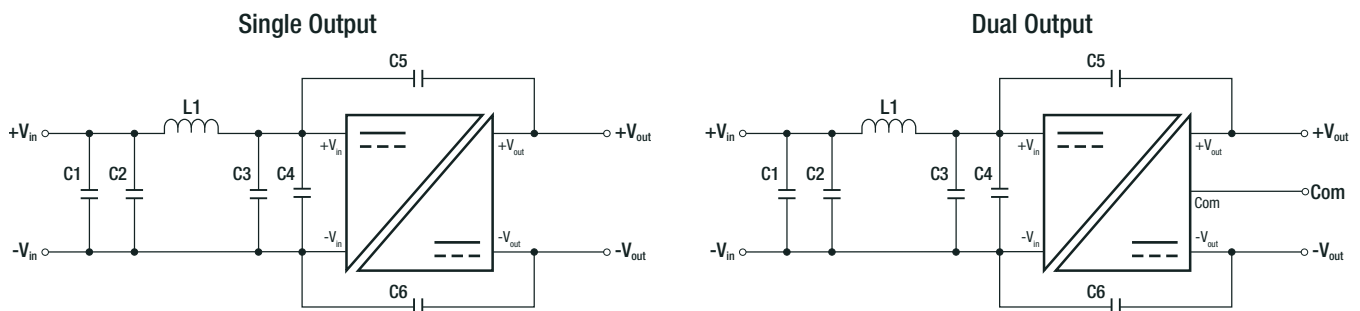 Single Output
C5
L1
+Vin
+Vout
+Vin
+Vout
C1
C2
C3
C4
-Vin
-Vout
-Vin
-Vout
C6
Dual Output
C5
L1
+Vin
+Vout
+Vin
+Vout
C1
C2
C3
C4
Com
Com
-Vin
-Vout
-Vin
-Vout
C6